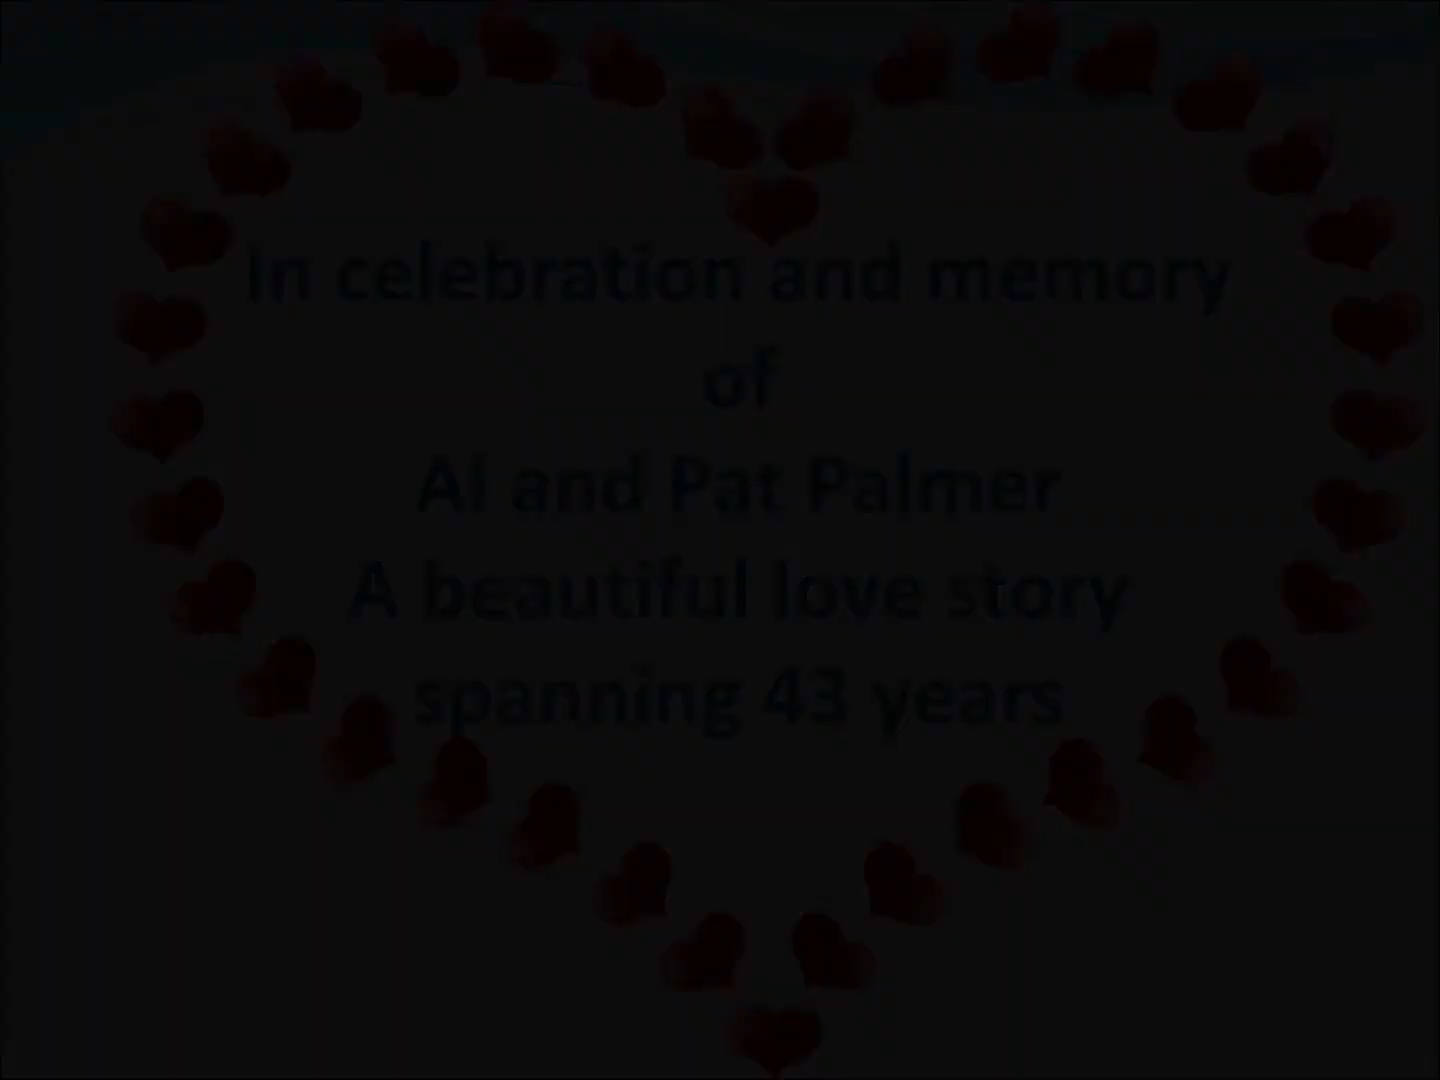 In celebration and memory
of
Al and Pat Palmer
A beautiful love story
spanning 43 years